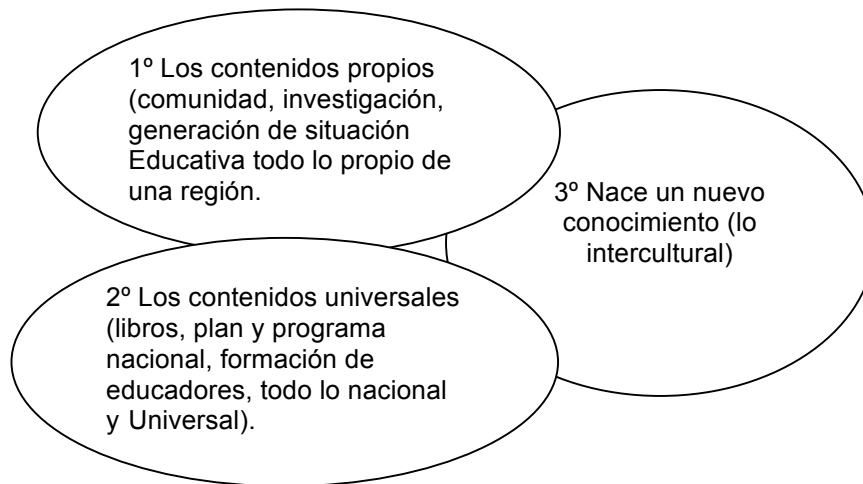 1º Los contenidos propios
(comunidad, investigación,
generación de situación
Educativa todo lo propio de
una región.
3º Nace un nuevo
conocimiento (lo
intercultural)
2º Los contenidos universales
(libros, plan y programa
nacional, formación de
educadores, todo lo nacional
y Universal).